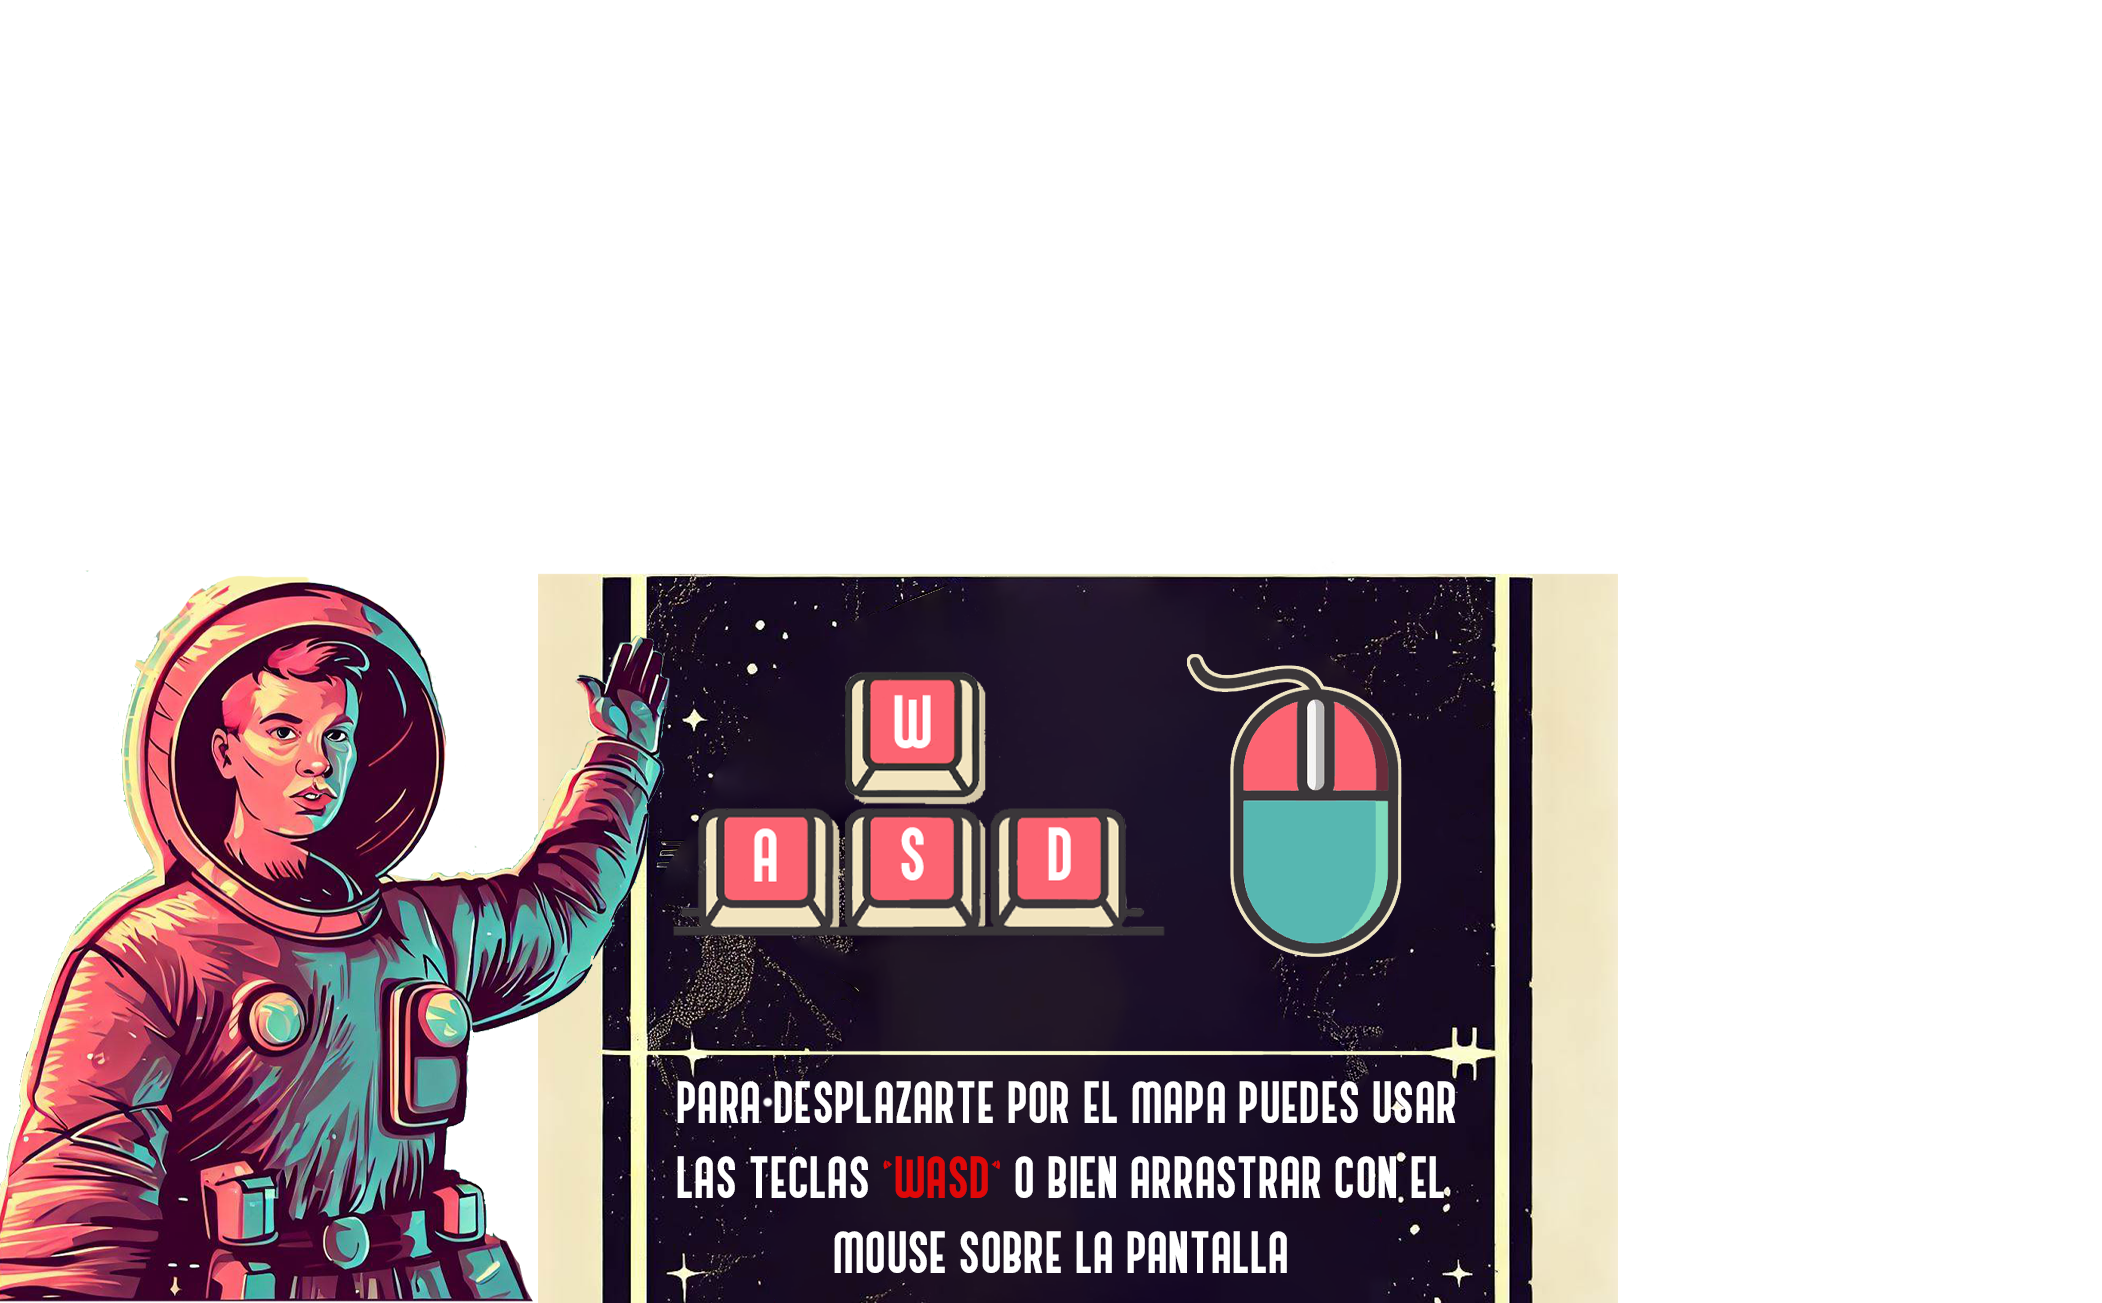 W
A S D
PARA DESPLAZARTE POR EL MAPA PUEDES USAR
LAS TECLAS "WASD" O BIEN ARRASTRAR CON EL
MOUSE SOBRE LA PANTALLA